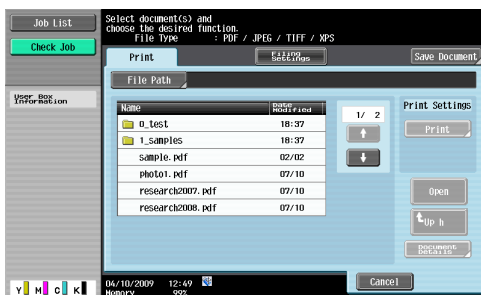 Job List
Check Job
User Box
Information
Select document(s) and
choose the desired function.
File Type : PDF / JPEG / TIFF / XPS
Print
Filing
Settings
Save Document
File Path
Name
Date
Modified
0_test 18:37
1_samples 18:37
sample.pdf 02/02
photo1.pdf 07/10
research2007.pdf 07/10
research2008.pdf 07/10
1/ 2
Print Settings
Print
Open
Up h
Document
Details
Y M C K
04/10/2009 12:49
Memory 99%
Cancel